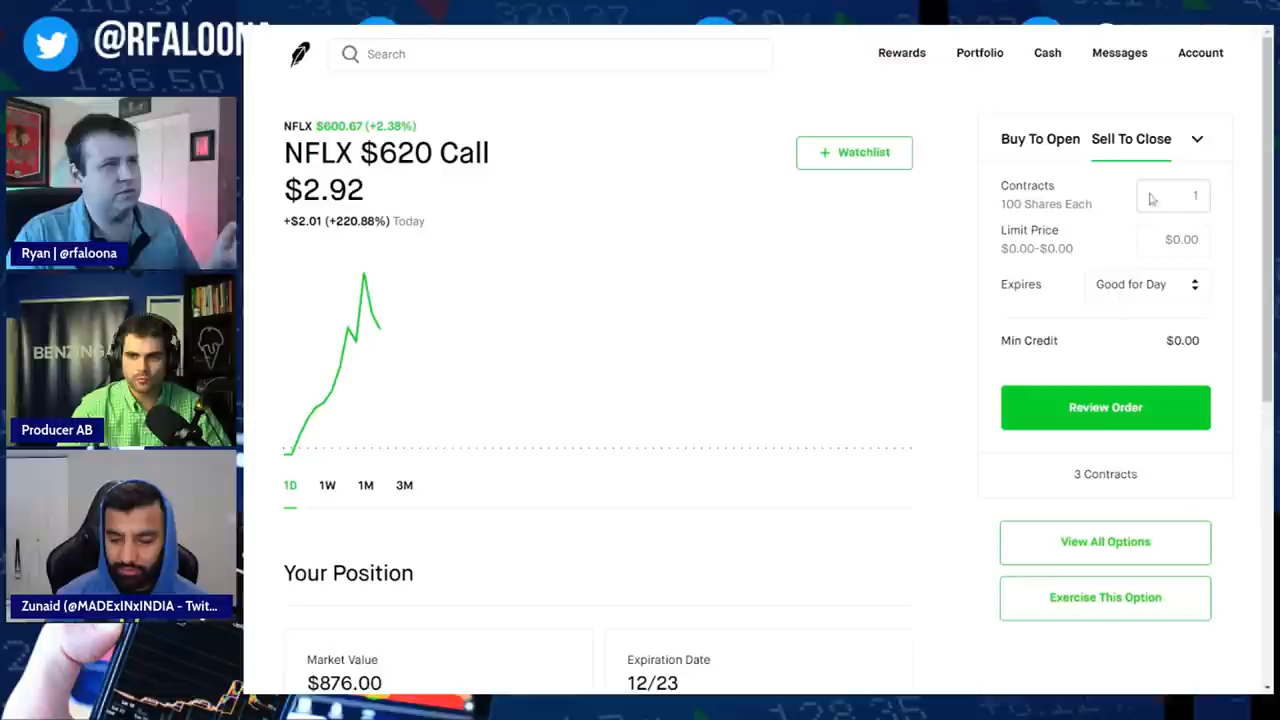 @RFALOONA
136.50
Search
Rewards
Portfolio
Cash
Messages
Account
NFLX $600.67 (+2.38%)
NFLX $620 Call
$2.92
+$2.01 (+220.88%) Today
+ Watchlist
1D 1W 1M 3M
Your Position
Market Value
$876.00
Expiration Date
12/23
Buy To Open Sell To Close
Contracts
100 Shares Each
1
Limit Price
$0.00-$0.00
$0.00
Expires
Good for Day
Min Credit
$0.00
Review Order
3 Contracts
View All Options
Exercise This Option
Ryan | @rfaloona
BENZING
Producer AB
Zunaid (@MADExINxINDIA - Twit...